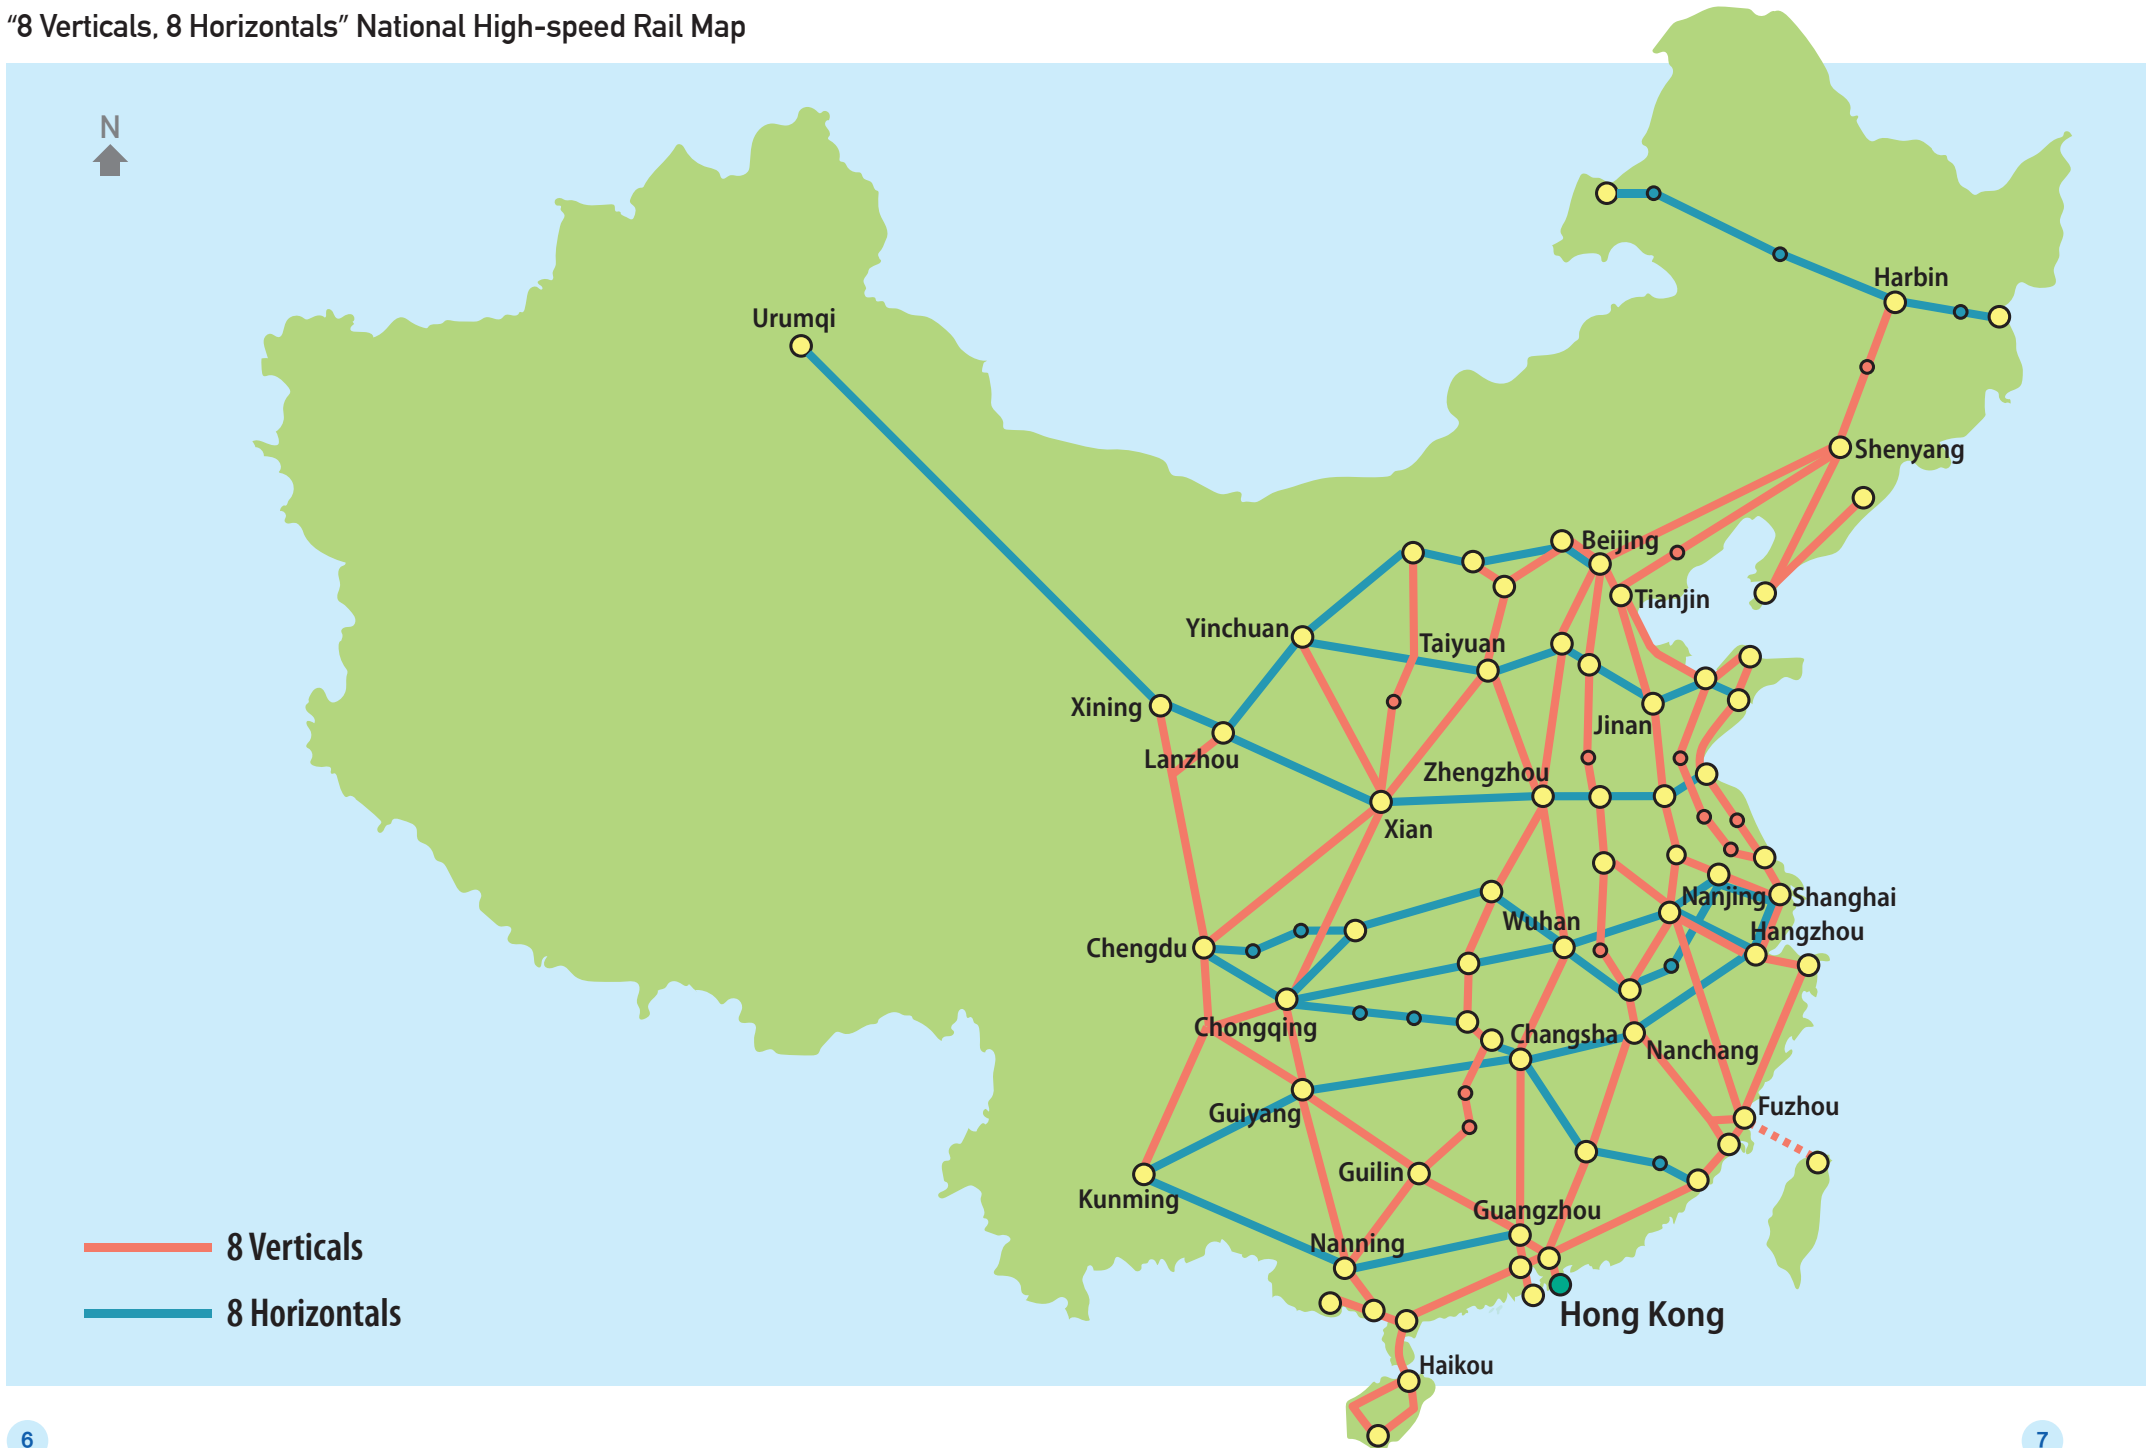 “8 Verticals, 8 Horizontals” National High-speed Rail Map
N
Harbin
Urumqi
Shenyang
Beijing
Tianjin
Yinchuan
Taiyuan
Xining
Jinan
Lanzhou
Zhengzhou
Xian
Nanjing
Shanghai
Wuhan
Hangzhou
Chengdu
Chongqing
Changsha
Nanchang
Guiyang
Fuzhou
Guilin
Kunming
Guangzhou
Nanning
8 Verticals
8 Horizontals
Hong Kong
Haikou
6
7